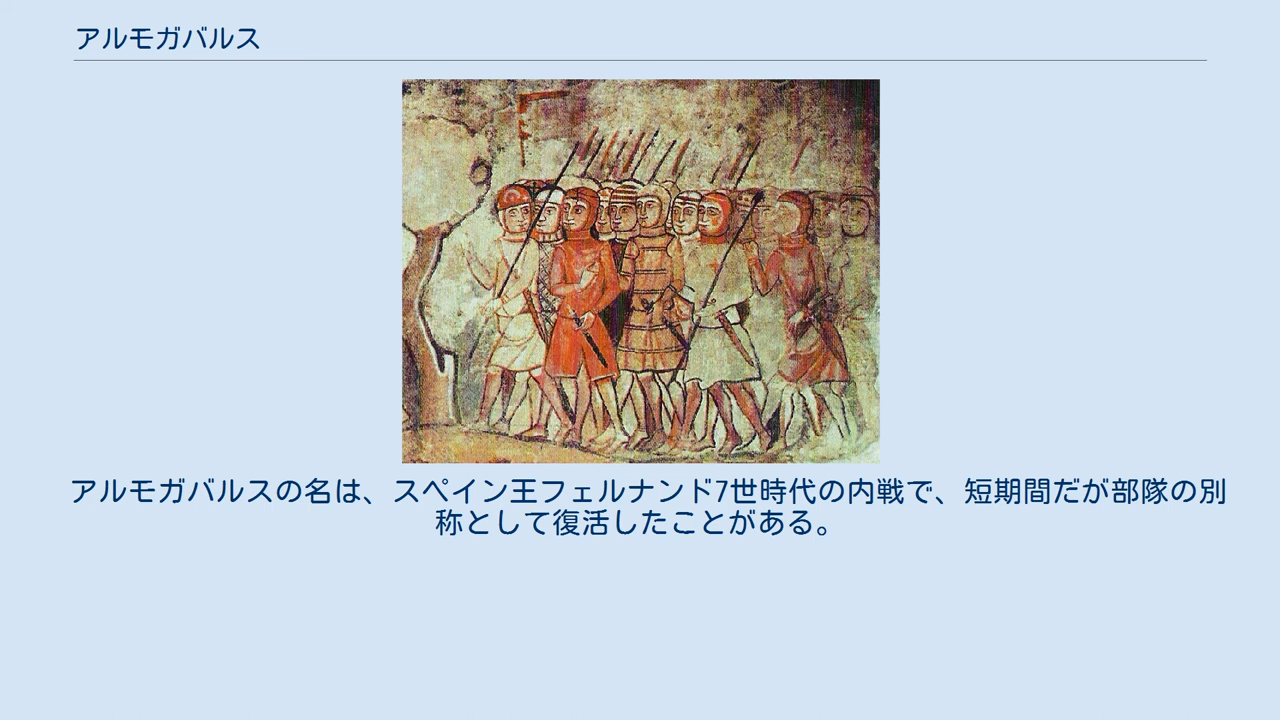 アルモガバルス
アルモガバルスの名は、スペイン王フェルナンド7世時代の内戦で、短期間だが部隊の別
称として復活したことがある。